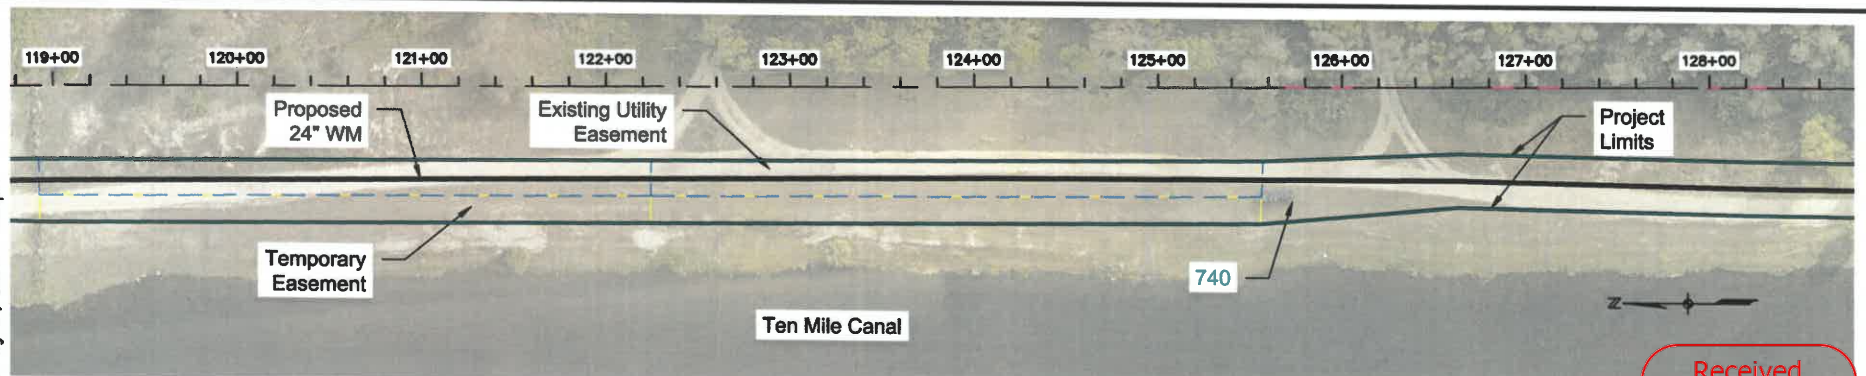 119+00 120+00 121+00 122+00 123+00 124+00 125+00 126+00 127+00 128+00
Proposed
24" WM
Existing Utility
Easement
Project
Limits
Temporary
Easement
740
Ten Mile Canal
Z
Received